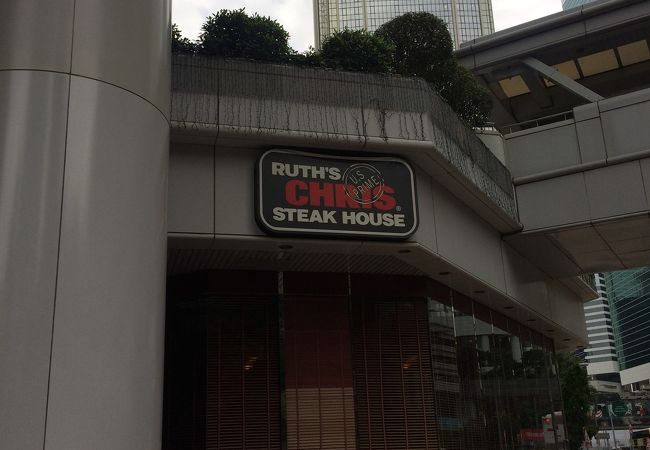 RUTH'S
CHRIS®
U.S.
PRIME
STEAK HOUSE